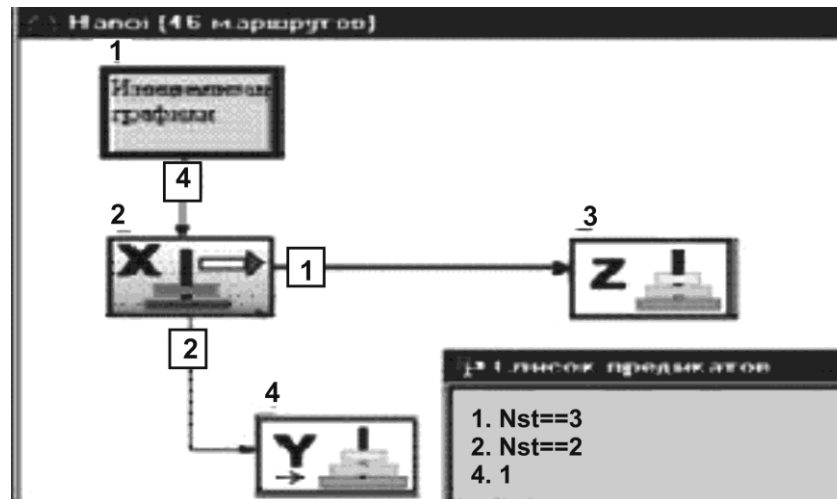 Hanoi (46 маршрутов)
1
графики
4
2
X
1
3
Z
2
4
Y
Список предикатов
1. Nst==3
2. Nst==2
4. 1